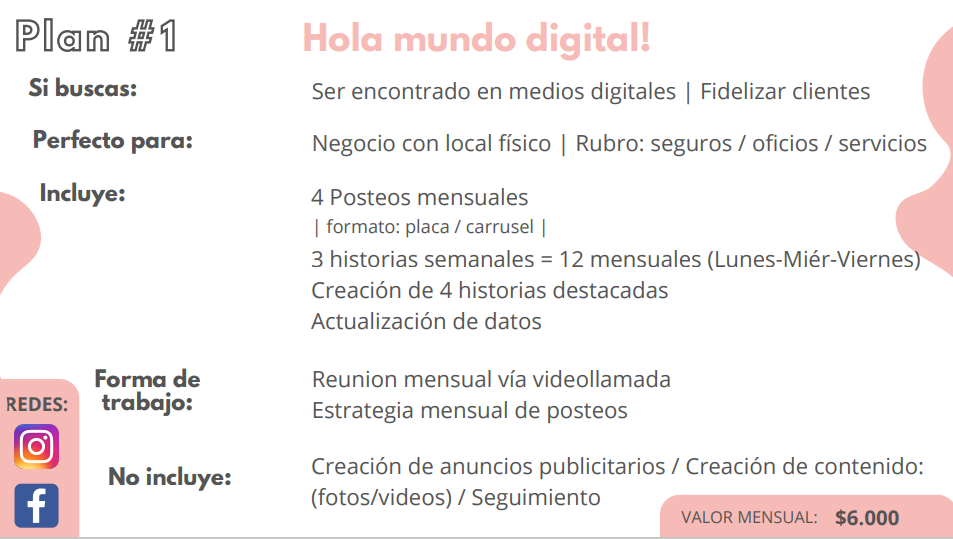 Plan #1
Hola mundo digital!
Si buscas:
Ser encontrado en medios digitales | Fidelizar clientes
Perfecto para:
Negocio con local físico | Rubro: seguros / oficios / servicios
Incluye:
4 Posteos mensuales
| formato: placa / carrusel |
3 historias semanales = 12 mensuales (Lunes-Miér-Viernes)
Creación de 4 historias destacadas
Actualización de datos
Forma de
trabajo:
Reunion mensual vía videollamada
Estrategia mensual de posteos
REDES:
No incluye:
Creación de anuncios publicitarios / Creación de contenido:
(fotos/videos) / Seguimiento
VALOR MENSUAL: $6.000